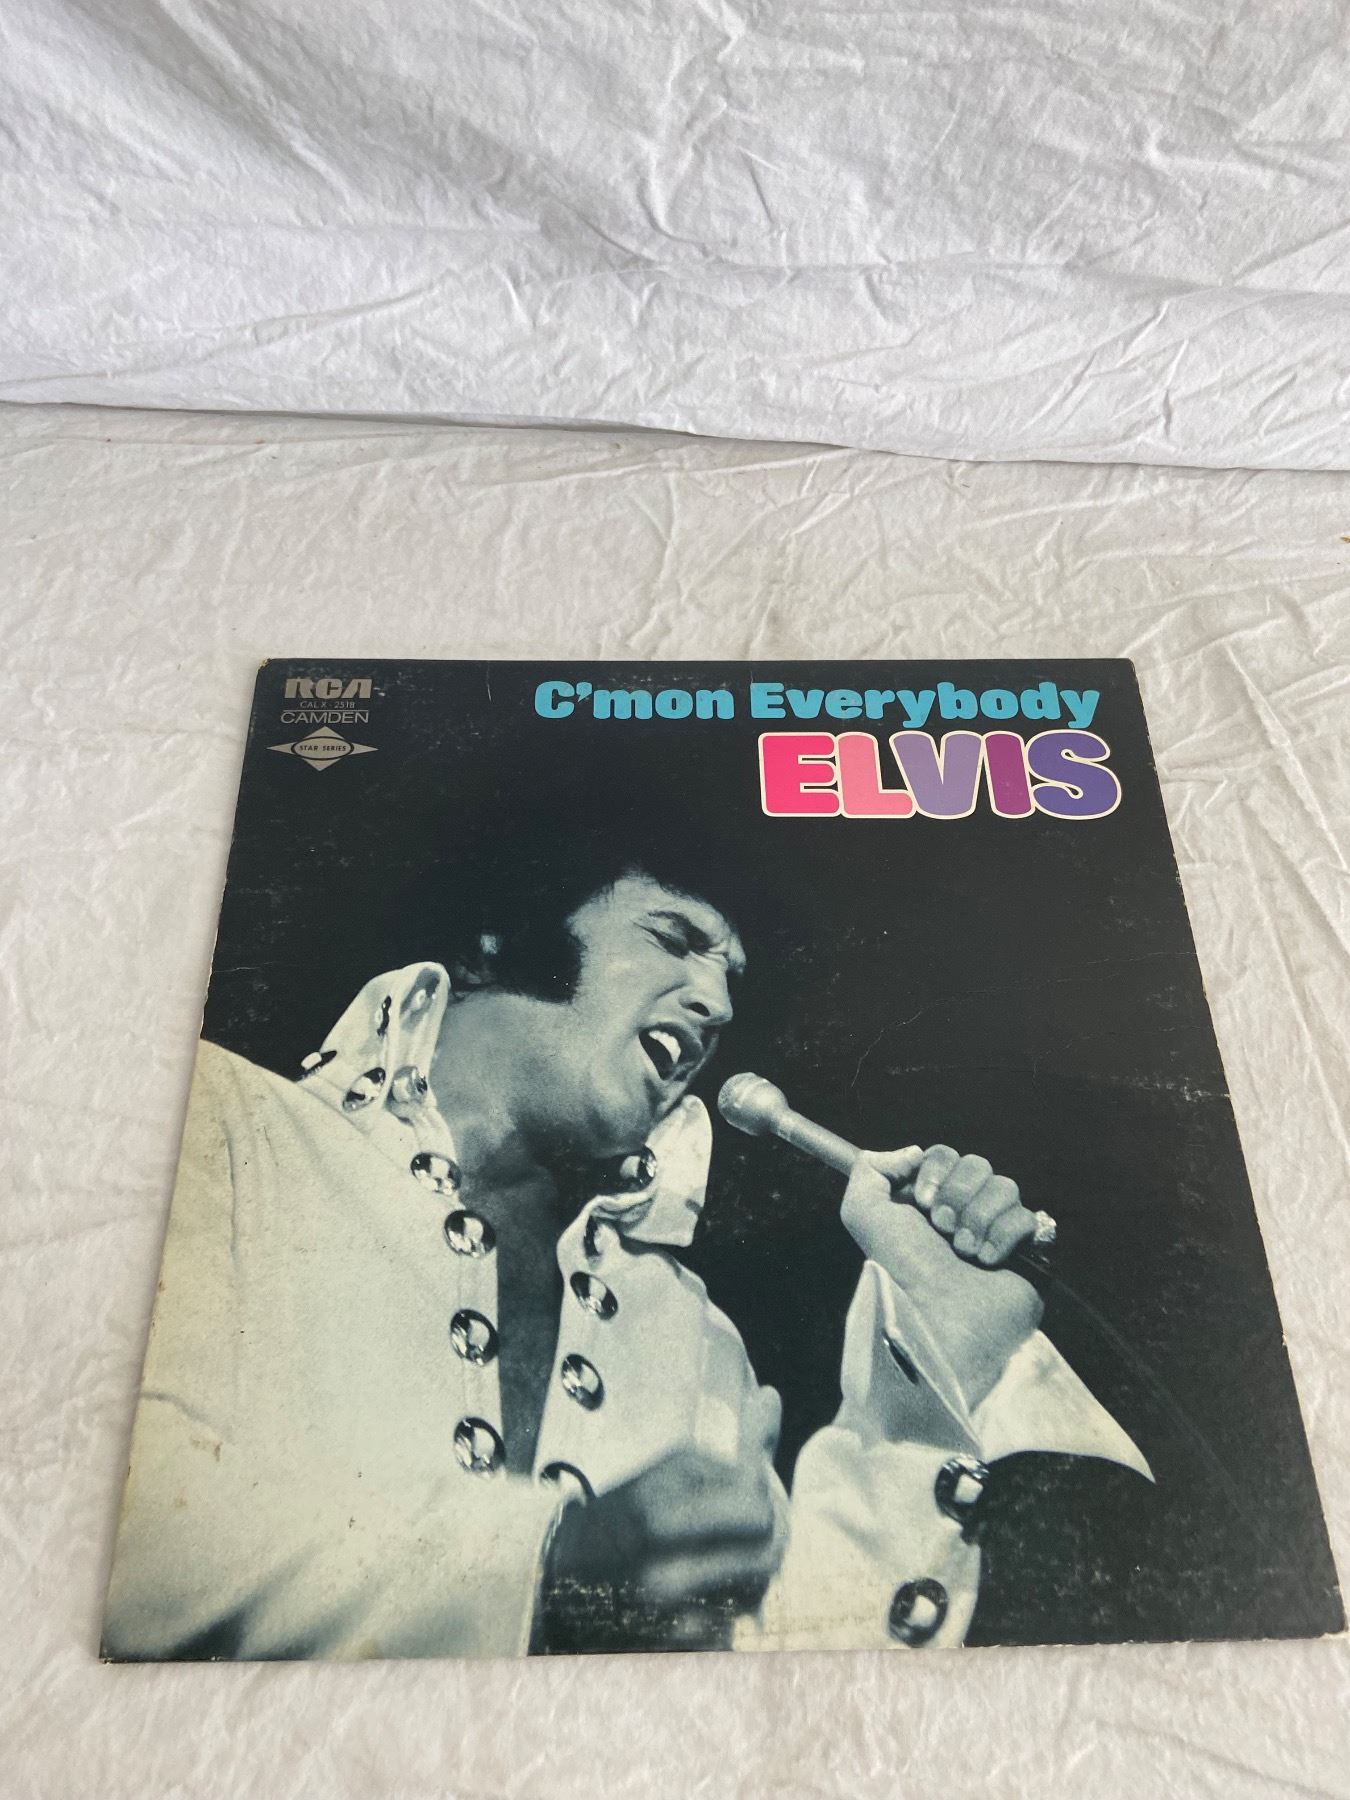 RCA
CAL X - 2518
CAMDEN
STAR SERIES
C'mon Everybody
ELVIS